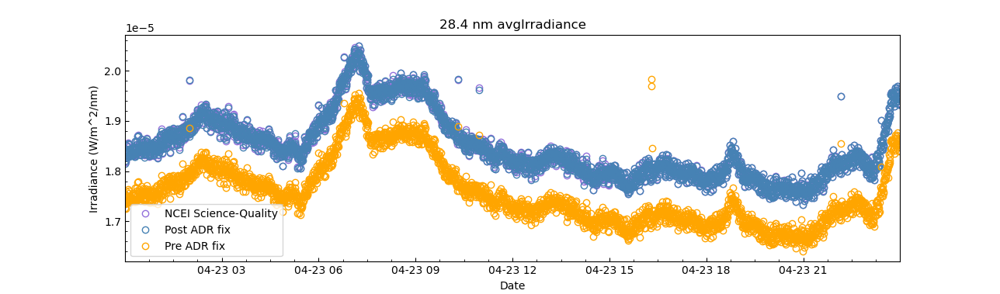 28.4 nm avgIrradiance
1e−5
2.0
1.9
1.8
1.7
Irradiance (W/m^2/nm)
NCEI Science-Quality
Post ADR fix
Pre ADR fix
04-23 03 04-23 06 04-23 09 04-23 12 04-23 15 04-23 18 04-23 21
Date